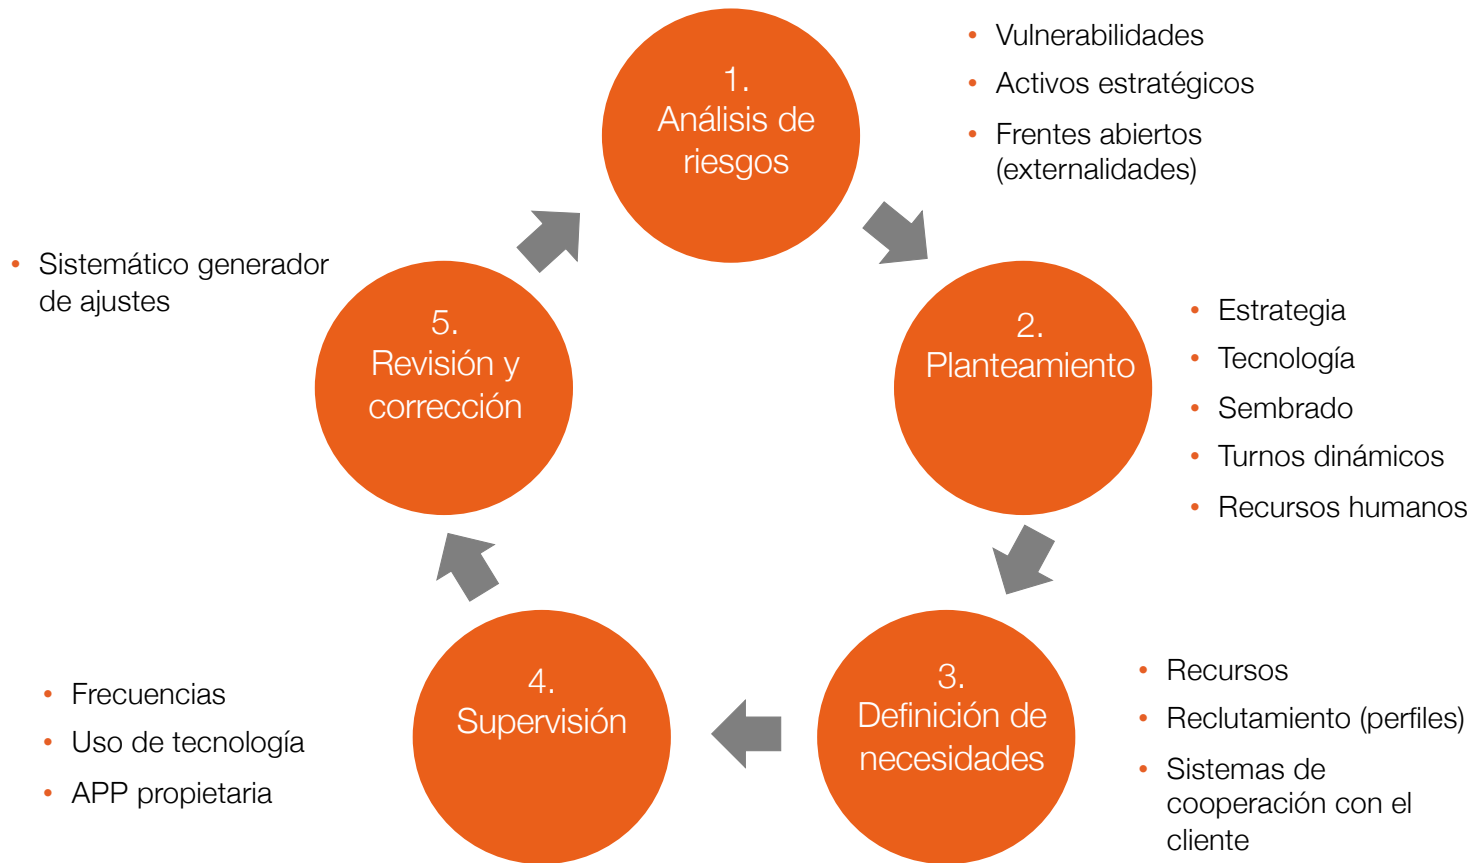 1.
Análisis de
riesgos
• Vulnerabilidades
• Activos estratégicos
• Frentes abiertos
(externalidades)
2.
Planteamiento
• Estrategia
• Tecnología
• Sembrado
• Turnos dinámicos
• Recursos humanos
3.
Definición de
necesidades
• Recursos
• Reclutamiento (perfiles)
• Sistemas de
cooperación con el
cliente
4.
Supervisión
• Frecuencias
• Uso de tecnología
• APP propietaria
5.
Revisión y
corrección
• Sistemático generador
de ajustes